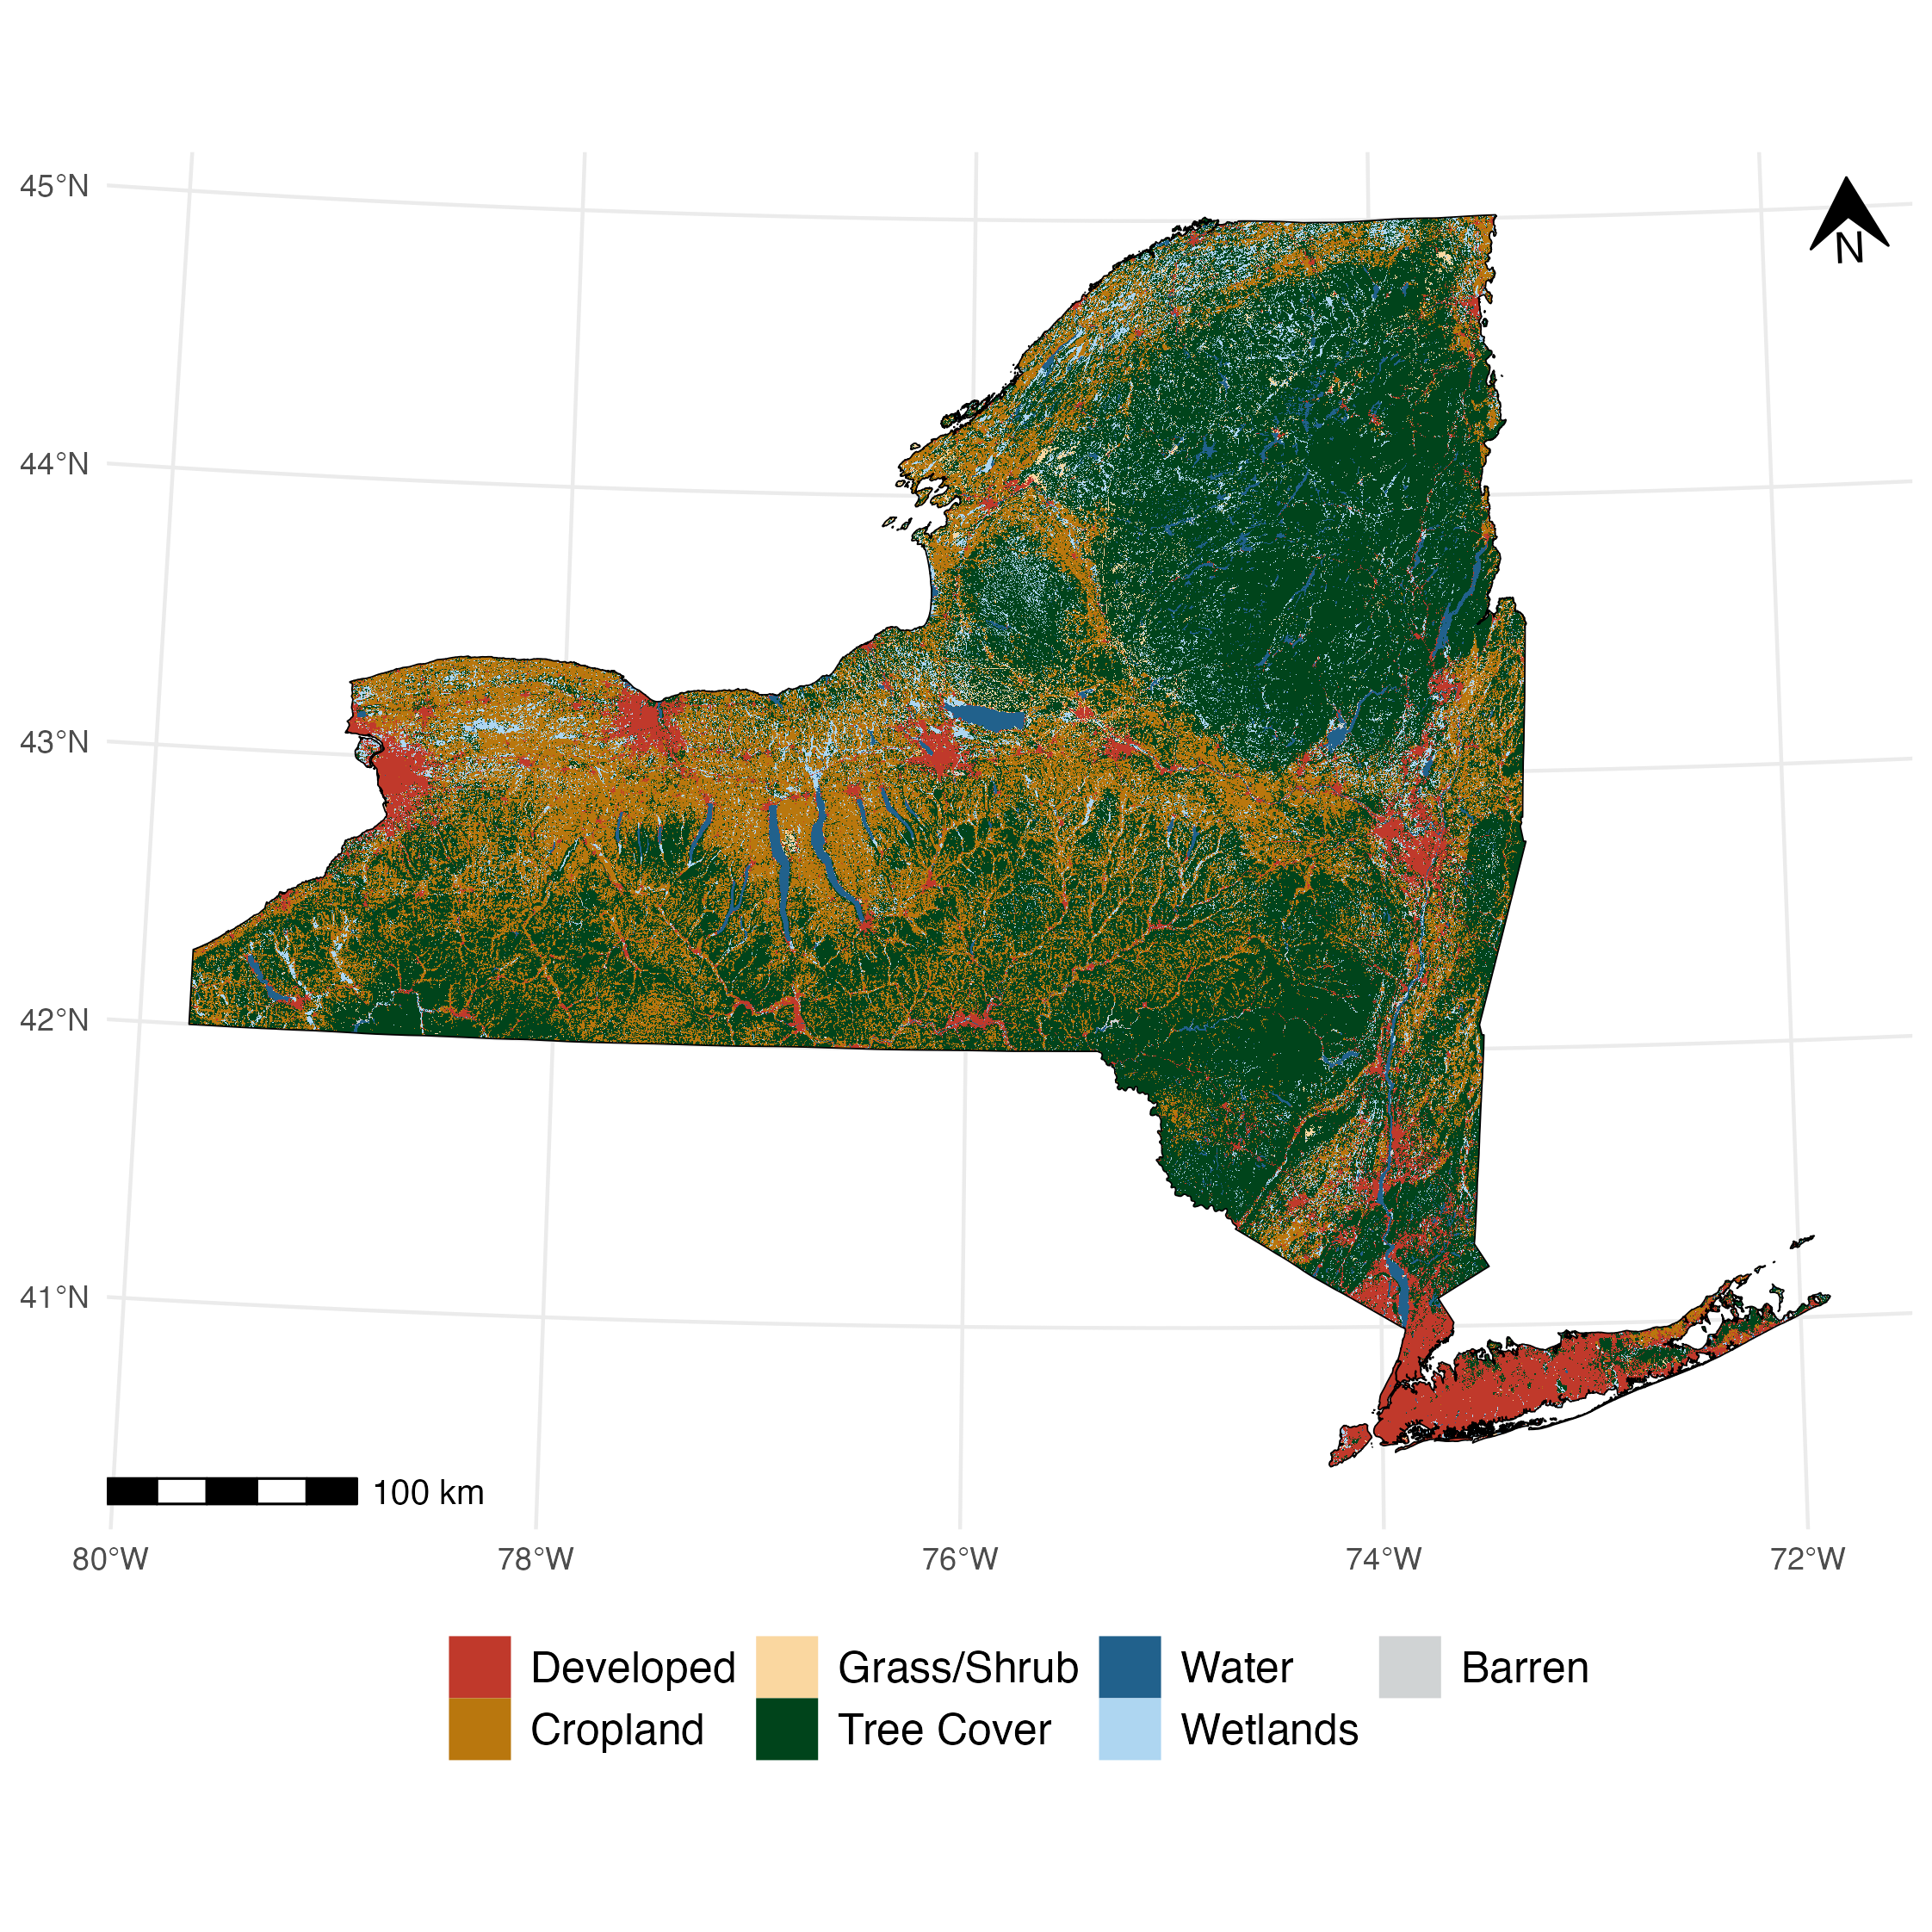 45°N
N
44°N
43°N
42°N
41°N
100 km
80°W 78°W 76°W 74°W 72°W
Developed Grass/Shrub Water Barren
Cropland Tree Cover Wetlands